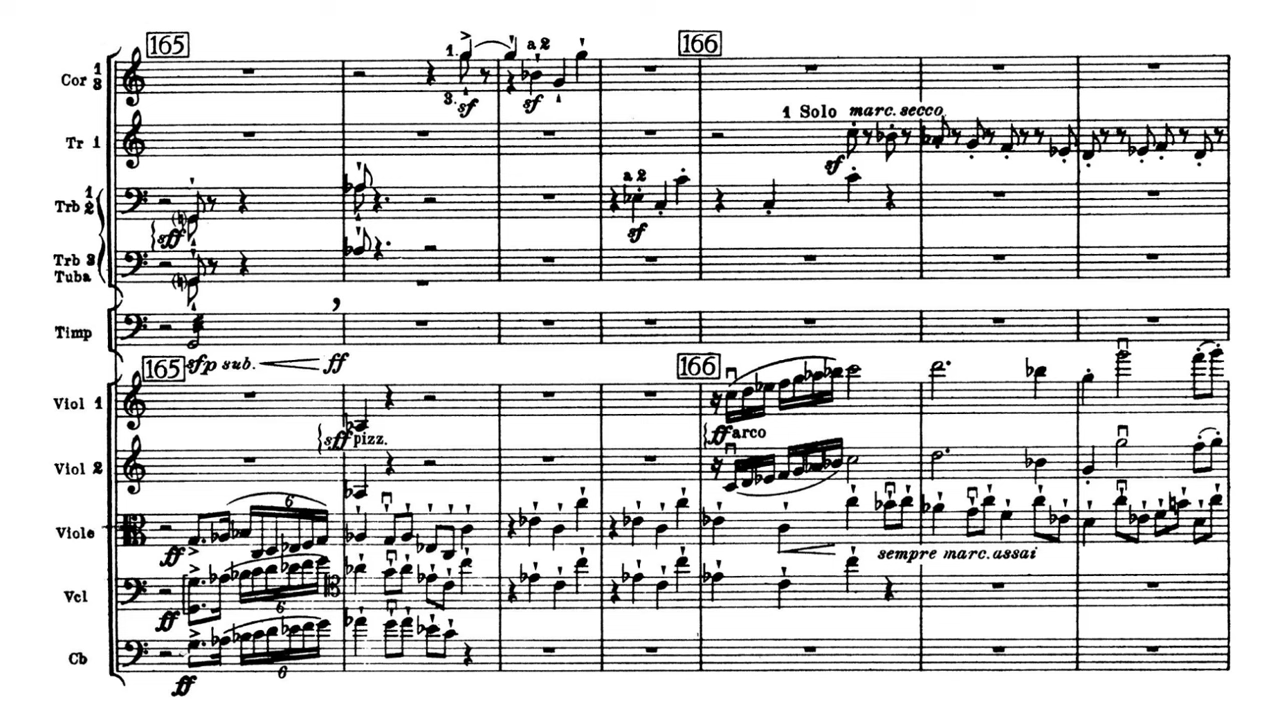 165 166
1. a 2
Cor 1 3
3. sf sf
1 Solo marc. secco
Tr 1
sf
1 a 2
Trb 2
sff sf
Trb 3
Tuba
,
Timp
165 sfp sub. ff 166
Viol 1
sff pizz. ff arco
Viol 2
6
Viole
ff sempre marc. assai
Vcl
6
ff
Cb
6
ff